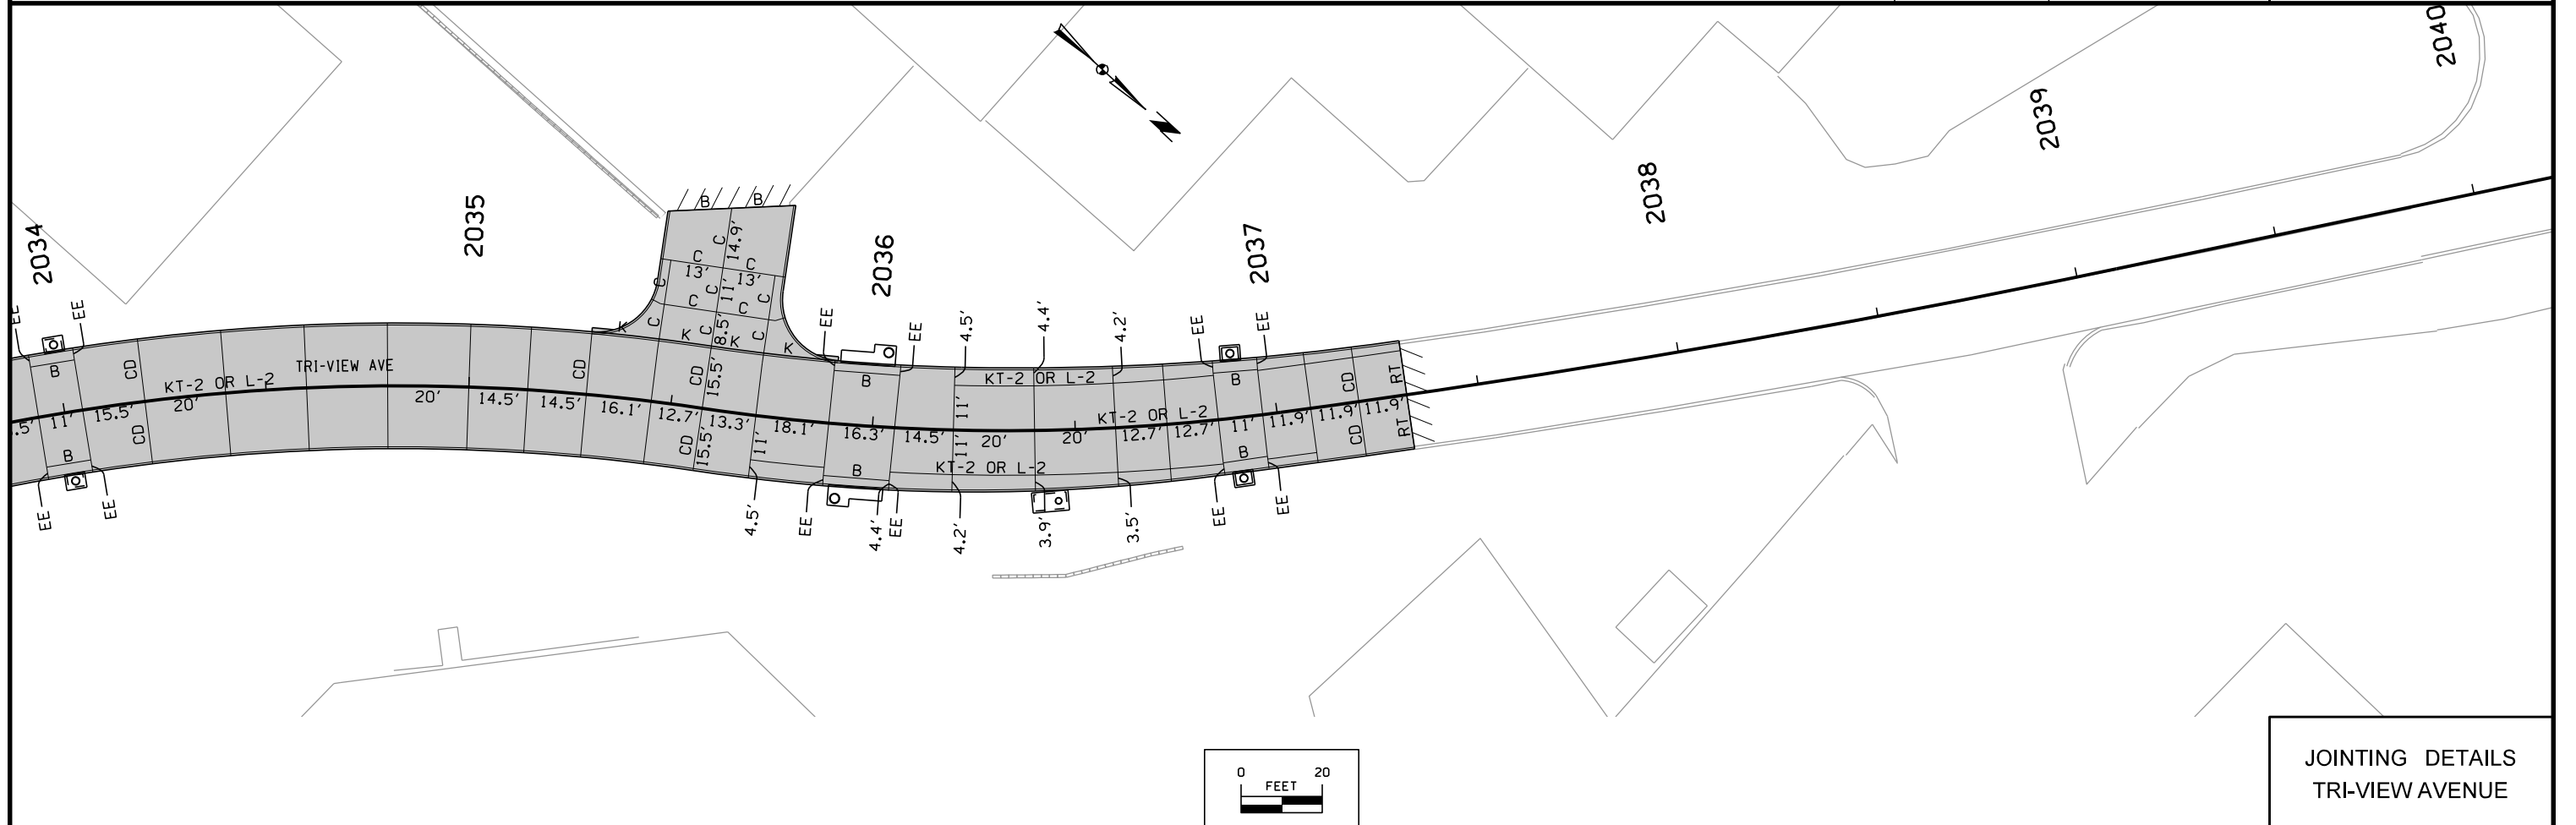 2040
2039
2038
2037
2036
2035
2034
B B
C 14.9'
C C
13' 13'
C C 11' C
C C
C K C 8.5' C
K K K
EE EE EE EE EE EE
4.5' 4.4' 4.2'
TRI-VIEW AVE
KT-2 OR L-2
KT-2 OR L-2
KT-2 OR L-2
KT-2 OR L-2
B CD CD CD 15.5' B 11' B CD RT
.5' 11' 15.5' 20' 20' 14.5' 14.5' 16.1' 12.7' 13.3' 18.1' 16.3' 14.5' 20' 20' 12.7' 12.7' 11' 11.9' 11.9' 11.9'
B CD CD 15.5' 11' B 11' B CD RT
EE EE 4.5' EE 4.4' EE 4.2' 3.9' 3.5' EE EE
0 20
FEET
JOINTING DETAILS
TRI-VIEW AVENUE